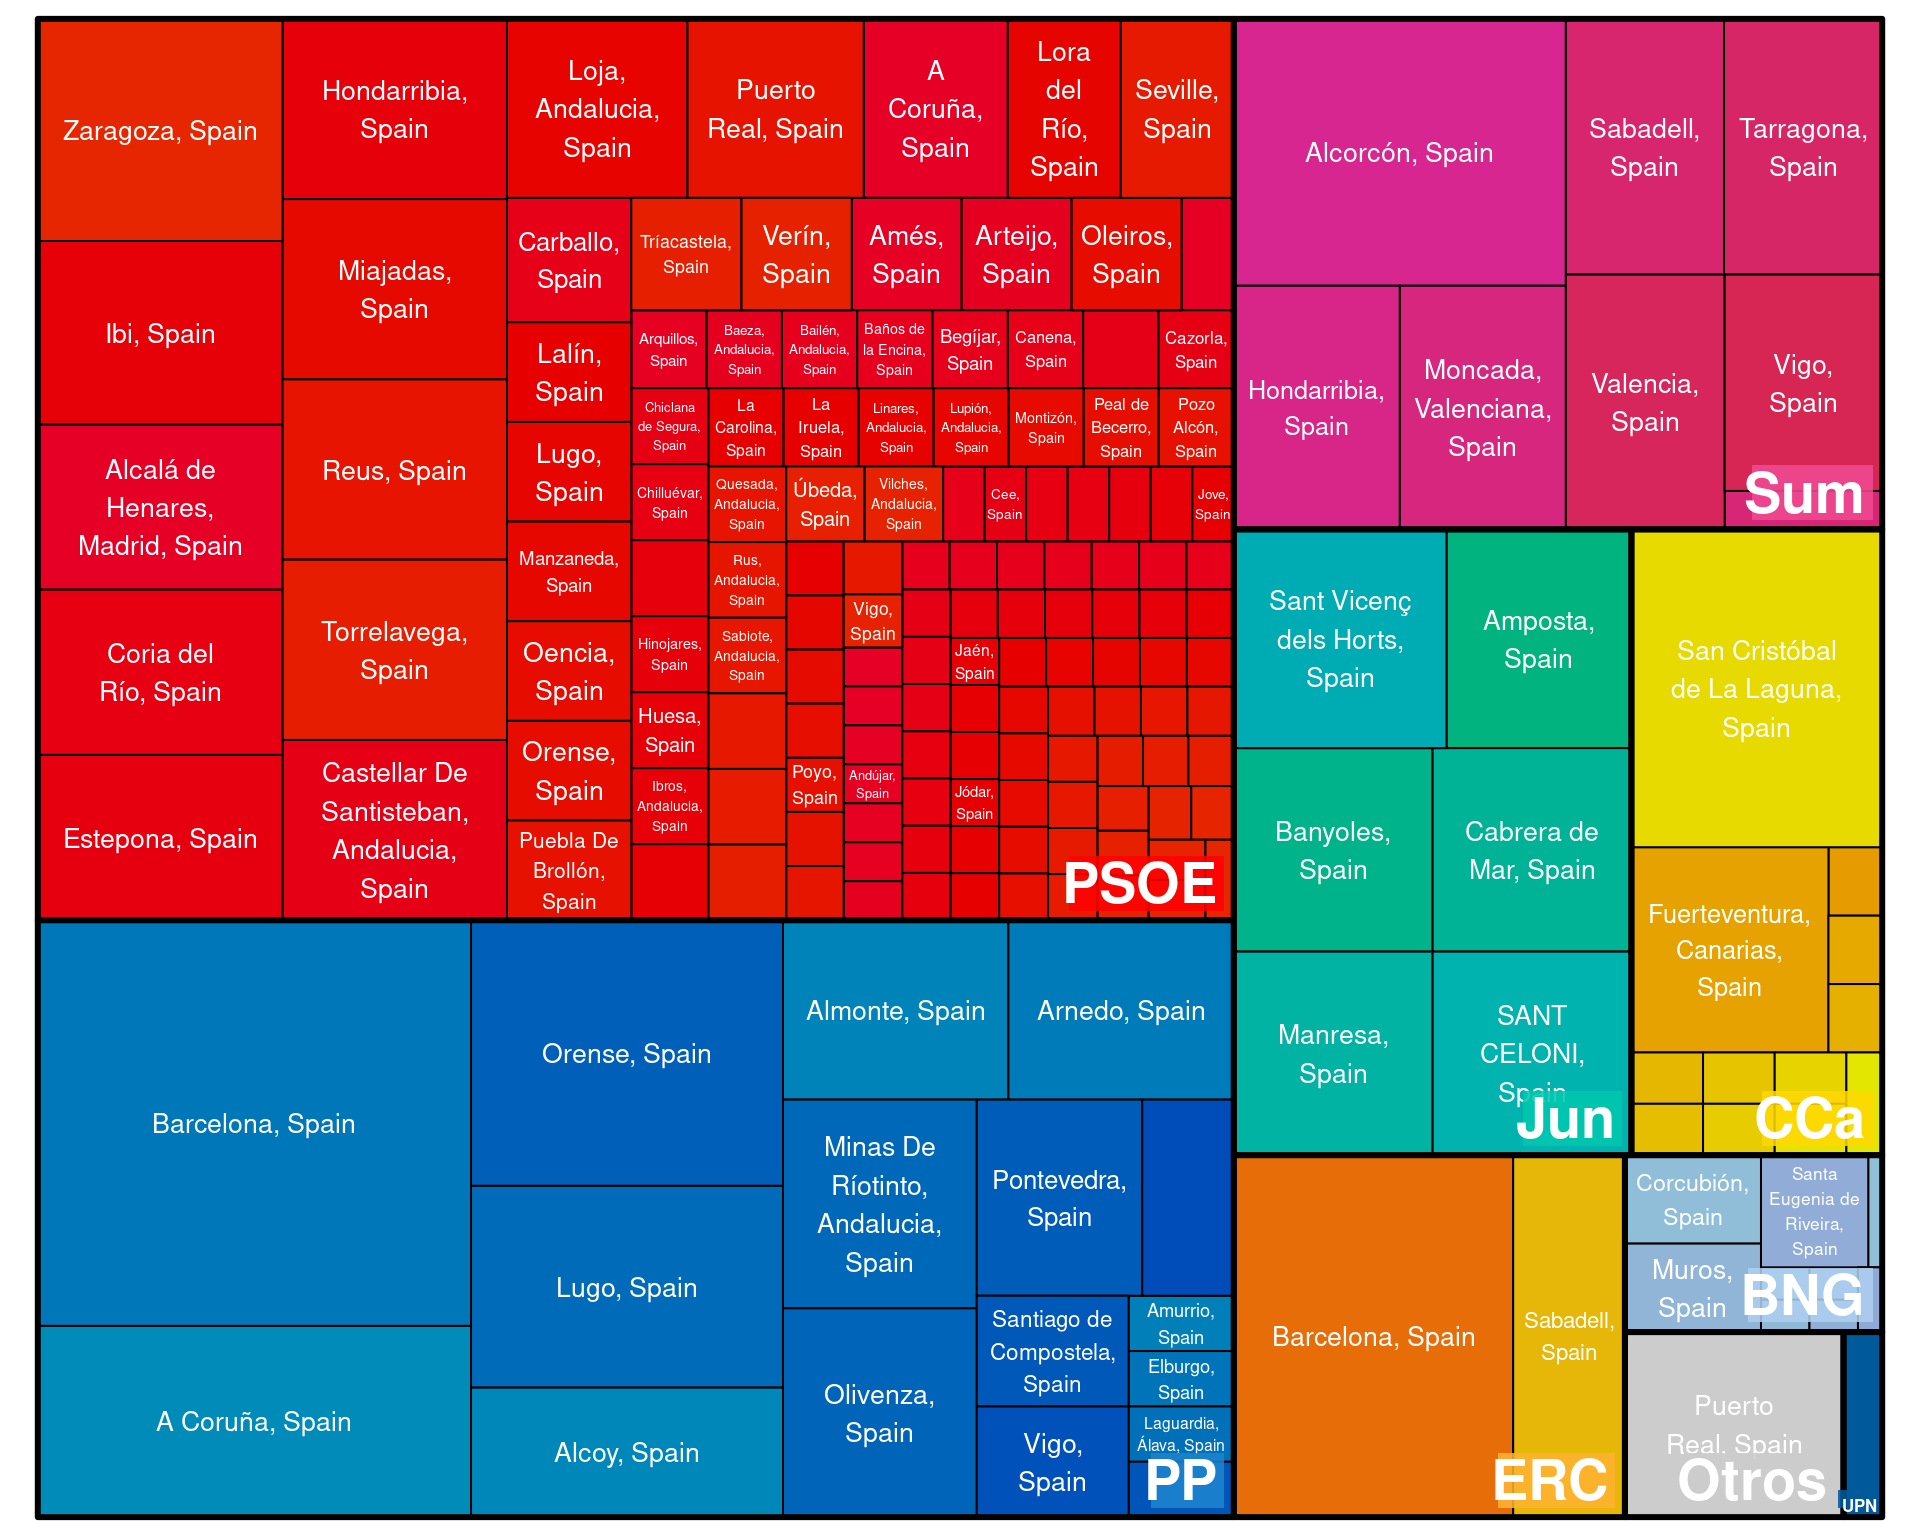 Zaragoza, Spain
Ibi, Spain
Alcalá de
Henares,
Madrid, Spain
Coria del
Río, Spain
Estepona, Spain
Hondarribia,
Spain
Miajadas,
Spain
Reus, Spain
Torrelavega,
Spain
Castellar De
Santisteban,
Andalucia,
Spain
Loja,
Andalucia,
Spain
Puerto
Real, Spain
A
Coruña,
Spain
Lora
del
Río,
Spain
Seville,
Spain
Carballo,
Spain
Lalín,
Spain
Lugo,
Spain
Manzaneda,
Spain
Oencia,
Spain
Orense,
Spain
Puebla De
Brollón,
Spain
Tríacastela,
Spain
Verín,
Spain
Amés,
Spain
Arteijo,
Spain
Oleiros,
Spain
Arquillos,
Spain
Baeza,
Andalucia,
Spain
Bailén,
Andalucia,
Spain
Baños de
la Encina,
Spain
Begíjar,
Spain
Canena,
Spain
Cazorla,
Spain
Chiclana
de Segura,
Spain
La
Carolina,
Spain
La
Iruela,
Spain
Linares,
Andalucia,
Spain
Lupión,
Andalucia,
Spain
Montizón,
Spain
Peal de
Becerro,
Spain
Pozo
Alcón,
Spain
Chilluévar,
Spain
Quesada,
Andalucia,
Spain
Úbeda,
Spain
Vilches,
Andalucia,
Spain
Cee,
Spain
Jove,
Spain
Rus,
Andalucia,
Spain
Hinojares,
Spain
Sabiote,
Andalucia,
Spain
Vigo,
Spain
Jaén,
Spain
Huesa,
Spain
Ibros,
Andalucia,
Spain
Poyo,
Spain
Andújar,
Spain
Jódar,
Spain
PSOE
Barcelona, Spain
A Coruña, Spain
Orense, Spain
Lugo, Spain
Alcoy, Spain
Almonte, Spain
Arnedo, Spain
Minas De
Ríotinto,
Andalucia,
Spain
Olivenza,
Spain
Pontevedra,
Spain
Santiago de
Compostela,
Spain
Vigo,
Spain
Amurrio,
Spain
Elburgo,
Spain
Laguardia,
Álava, Spain
PP
Alcorcón, Spain
Sabadell,
Spain
Tarragona,
Spain
Hondarribia,
Spain
Moncada,
Valenciana,
Spain
Valencia,
Spain
Vigo,
Spain
Sum
Sant Vicenç
dels Horts,
Spain
Amposta,
Spain
Banyoles,
Spain
Cabrera de
Mar, Spain
Manresa,
Spain
SANT
CELONI,
Spain
Jun
San Cristóbal
de La Laguna,
Spain
Fuerteventura,
Canarias,
Spain
CCa
Barcelona, Spain
Sabadell,
Spain
ERC
Corcubión,
Spain
Santa
Eugenia de
Riveira,
Spain
Muros,
Spain
BNG
Puerto
Real, Spain
Otros
UPN